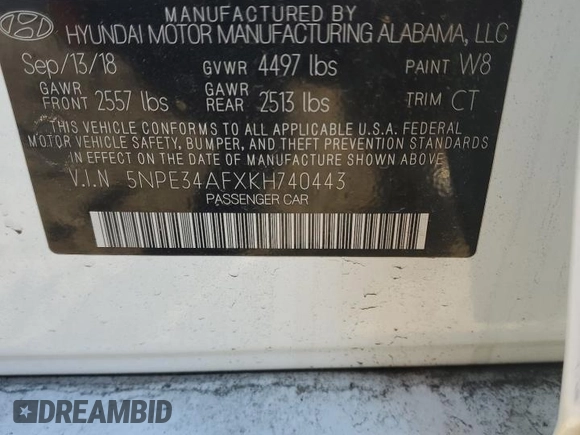 MANUFACTURED BY
HYUNDAI MOTOR MANUFACTURING ALABAMA, LLC
Sep/13/18 GVWR 4497 lbs PAINT W8
GAWR FRONT 2557 lbs GAWR REAR 2513 lbs TRIM CT
THIS VEHICLE CONFORMS TO ALL APPLICABLE U.S.A. FEDERAL
MOTOR VEHICLE SAFETY, BUMPER, AND THEFT PREVENTION STANDARDS
IN EFFECT ON THE DATE OF MANUFACTURE SHOWN ABOVE.
V.I.N 5NPE34AFXKH740443
PASSENGER CAR
DREAMBID